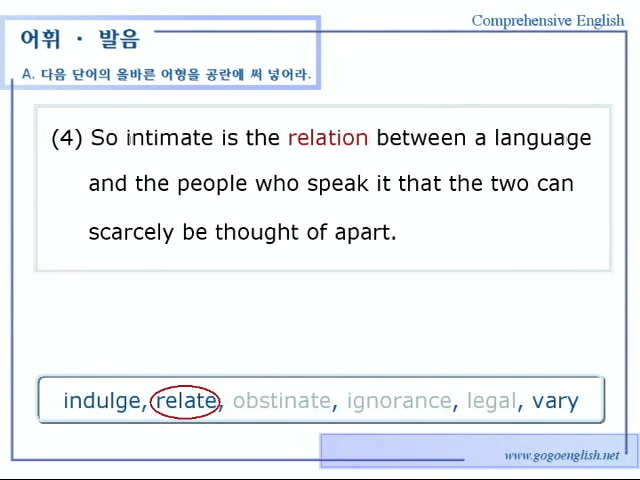 Comprehensive English
어휘 · 발음
A. 다음 단어의 올바른 어형을 공란에 써 넣어라.
(4) So intimate is the relation between a language
and the people who speak it that the two can
scarcely be thought of apart.
indulge, relate, obstinate, ignorance, legal, vary
www.gogoenglish.net